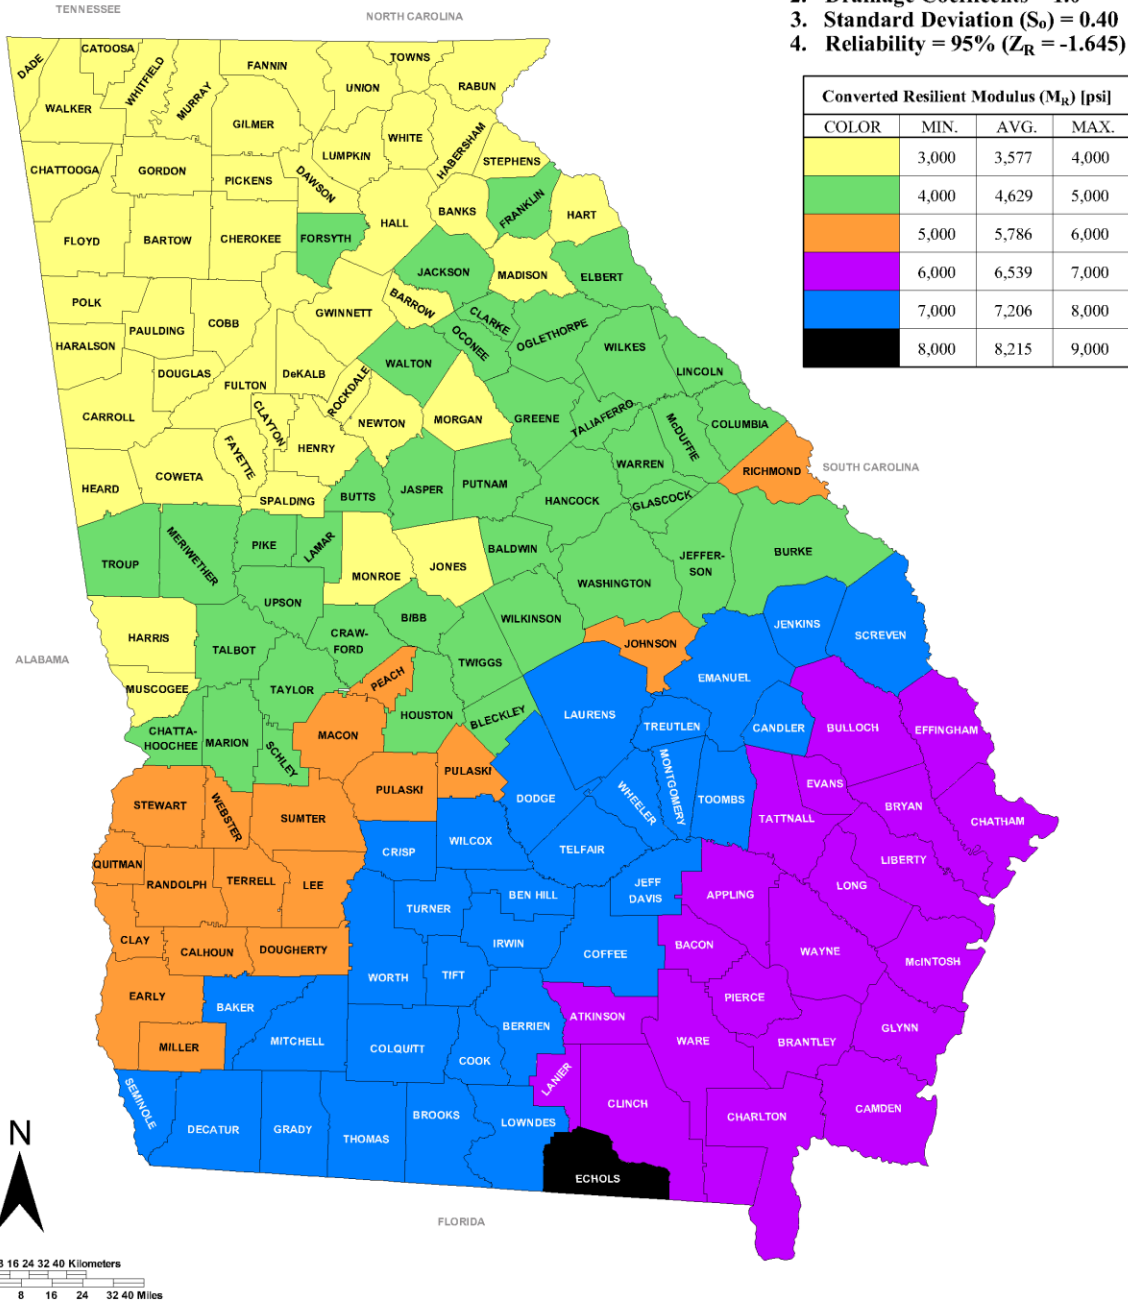 TENNESSEE
NORTH CAROLINA
3. Standard Deviation (So) = 0.40
4. Reliability = 95% (ZR = -1.645)
Converted Resilient Modulus (MR) [psi]
COLOR MIN. AVG. MAX.
3,000 3,577 4,000
4,000 4,629 5,000
5,000 5,786 6,000
6,000 6,539 7,000
7,000 7,206 8,000
8,000 8,215 9,000
DADE
CATOOSA
WHITFIELD
MURRAY
FANNIN
TOWNS
UNION
RABUN
WALKER
GILMER
WHITE
HABERSHAM
LUMPKIN
STEPHENS
CHATTOOGA
GORDON
PICKENS
DAWSON
FRANKLIN
BANKS
HART
HALL
FLOYD
BARTOW
CHEROKEE
FORSYTH
JACKSON
MADISON
ELBERT
POLK
BARROW
GWINNETT
CLARKE
PAULDING
COBB
OCONEE
OGLETHORPE
HARALSON
WILKES
WALTON
DOUGLAS
DeKALB
LINCOLN
FULTON
ROCKDALE
CARROLL
CLAYTON
NEWTON
MORGAN
GREENE
TALIAFERRO
McDUFFIE
COLUMBIA
FAYETTE
HENRY
WARREN
RICHMOND
SOUTH CAROLINA
COWETA
HEARD
SPALDING
BUTTS
JASPER
PUTNAM
HANCOCK
GLASCOCK
TROUP
MERIWETHER
PIKE
LAMAR
MONROE
JONES
BALDWIN
WASHINGTON
JEFFER-
SON
BURKE
UPSON
HARRIS
TALBOT
CRAW-
FORD
BIBB
WILKINSON
JENKINS
SCREVEN
JOHNSON
ALABAMA
TWIGGS
EMANUEL
MUSCOGEE
TAYLOR
PEACH
HOUSTON
BLECKLEY
LAURENS
TREUTLEN
CANDLER
BULLOCH
EFFINGHAM
CHATTA-
HOOCHEE
MARION
SCHLEY
MACON
PULASKI
PULASKI
DODGE
WHEELER
MONTGOMERY
TOOMBS
EVANS
STEWART
WEBSTER
SUMTER
TATTNALL
BRYAN
CHATHAM
WILCOX
CRISP
TELFAIR
QUITMAN
RANDOLPH
TERRELL
LEE
LIBERTY
LONG
JEFF
DAVIS
APPLING
TURNER
BEN HILL
CLAY
CALHOUN
DOUGHERTY
IRWIN
COFFEE
BACON
WAYNE
McINTOSH
WORTH
TIFT
EARLY
BAKER
PIERCE
ATKINSON
BERRIEN
GLYNN
MILLER
MITCHELL
COLQUITT
COOK
WARE
BRANTLEY
LANIER
SEMINOLE
CLINCH
CHARLTON
CAMDEN
DECATUR
GRADY
THOMAS
BROOKS
LOWNDES
ECHOLS
N
FLORIDA
8 16 24 32 40 Kilometers
8 16 24 32 40 Miles